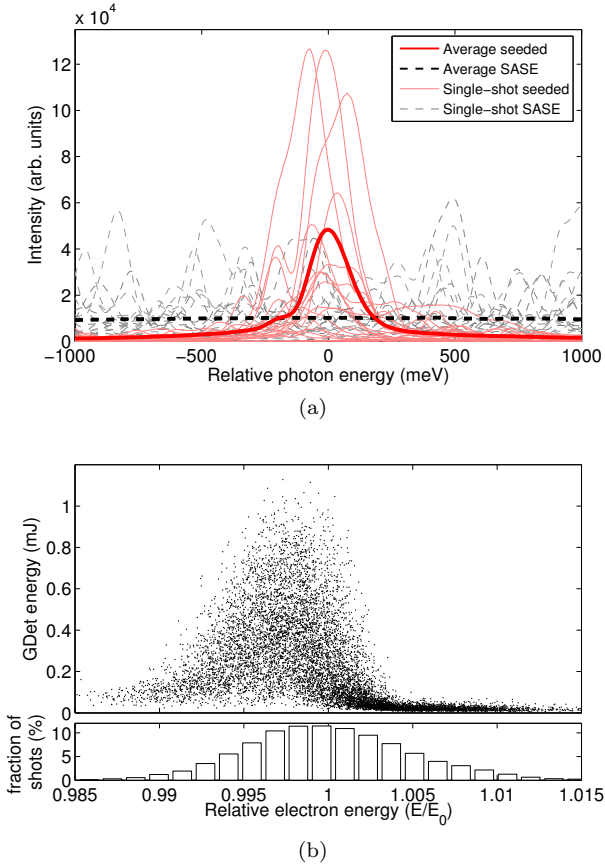 x 10⁴
12
10
8
6
4
2
0
Intensity (arb. units)
Average seeded
Average SASE
Single−shot seeded
Single−shot SASE
−1000 −500 0 500 1000
Relative photon energy (meV)
(a)
1
0.8
0.6
0.4
0.2
0
GDet energy (mJ)
10
5
0
fraction of
shots (%)
0.985 0.99 0.995 1 1.005 1.01 1.015
Relative electron energy (E/E₀)
(b)